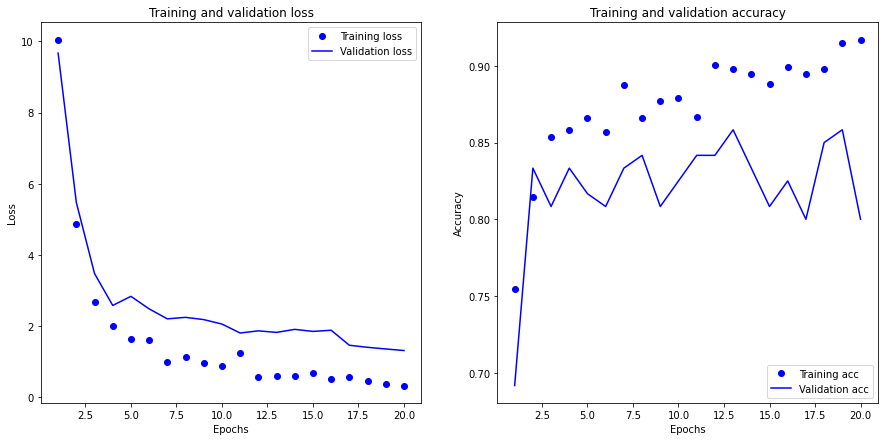 Training and validation loss
Training loss
Validation loss
10
8
6
4
2
0
Loss
2.5 5.0 7.5 10.0 12.5 15.0 17.5 20.0
Epochs
Training and validation accuracy
0.90
0.85
0.80
0.75
0.70
Accuracy
Training acc
Validation acc
2.5 5.0 7.5 10.0 12.5 15.0 17.5 20.0
Epochs